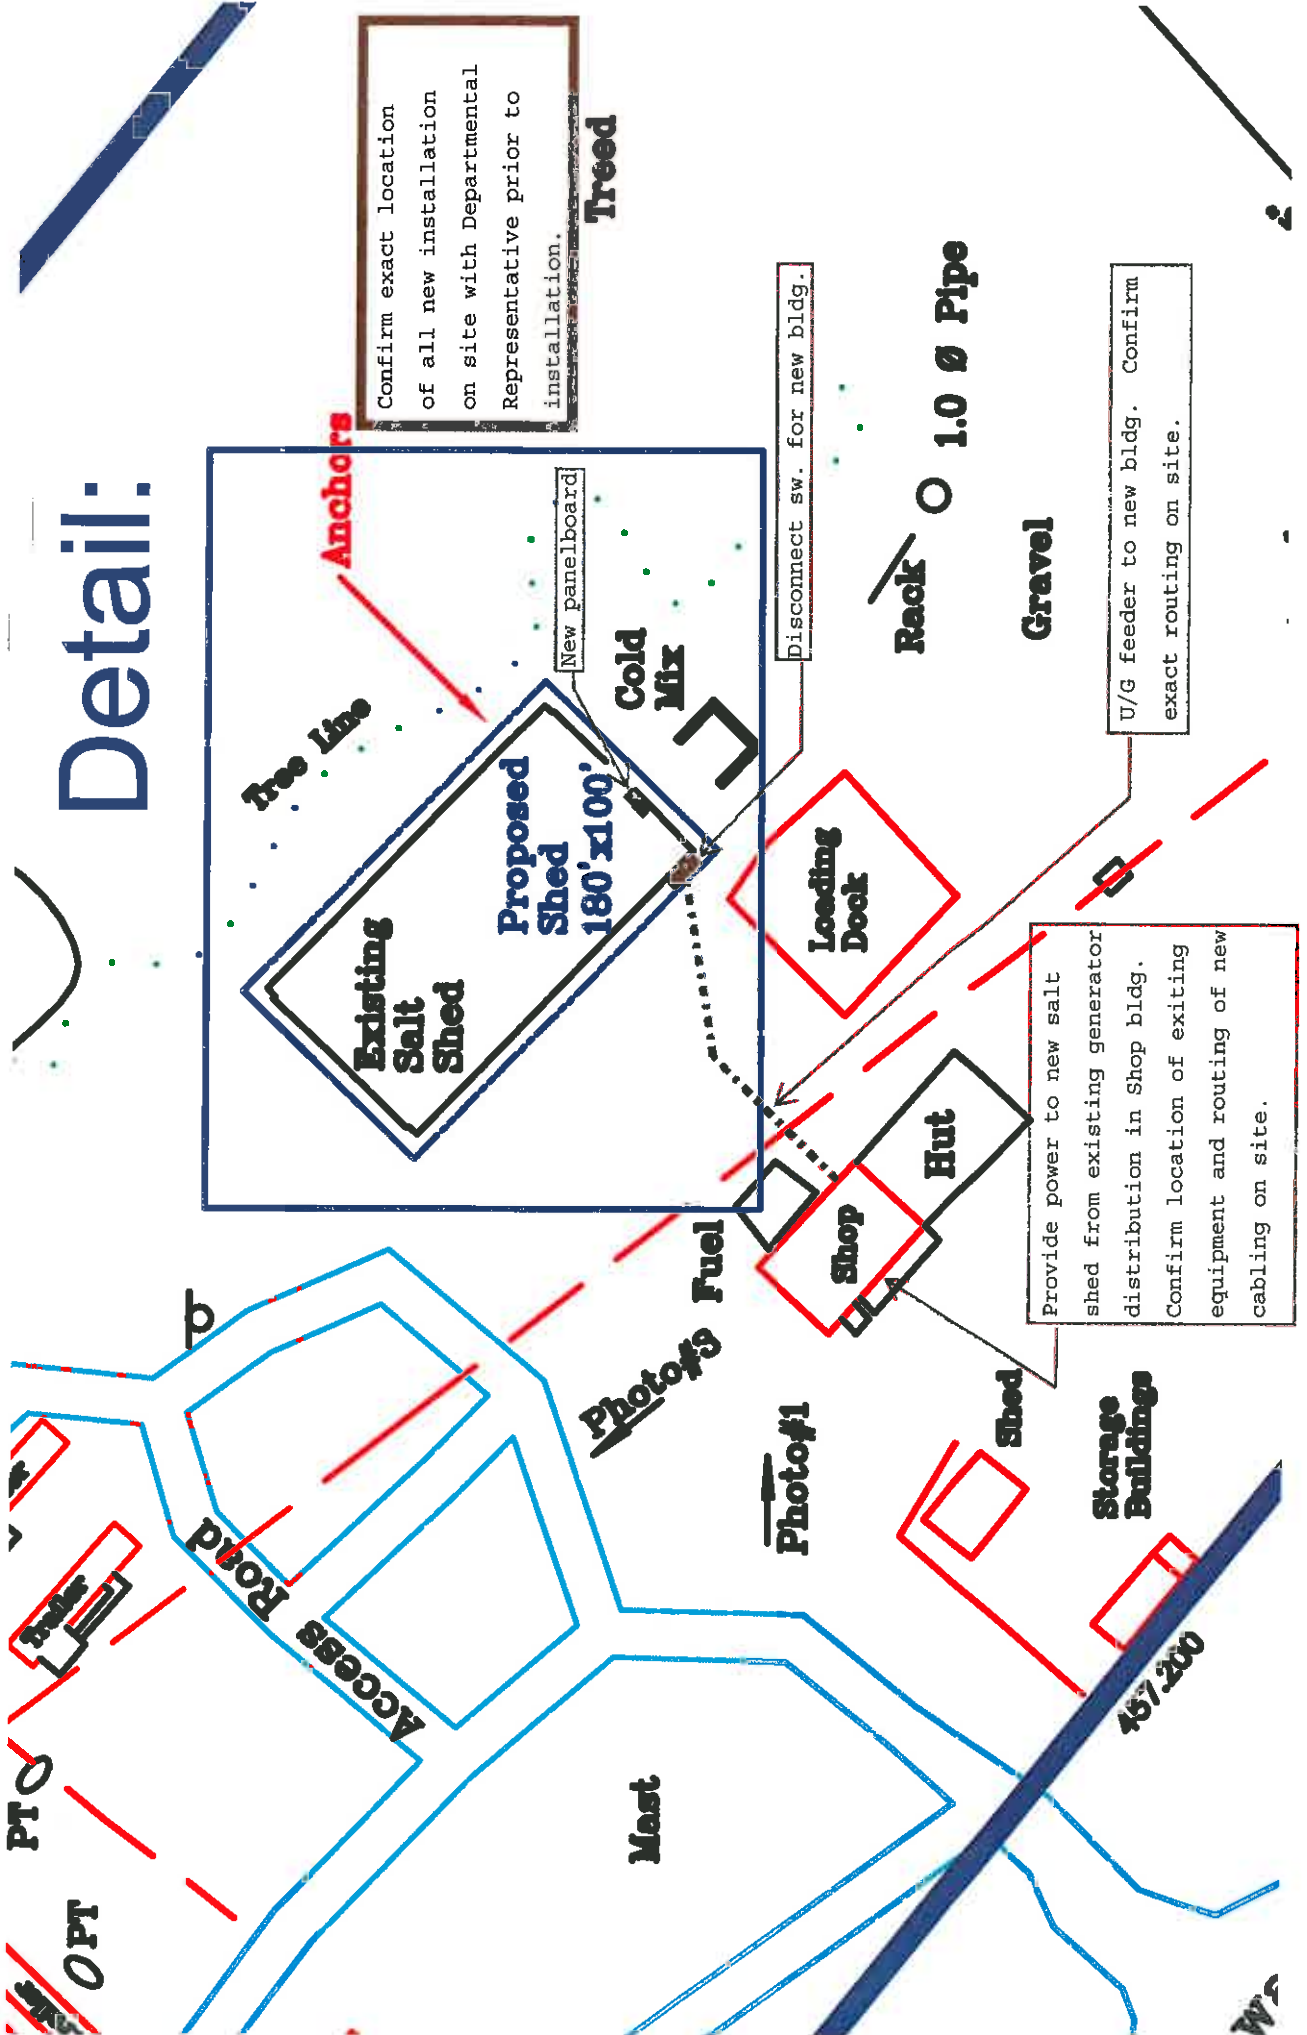 Detail:
Confirm exact location
of all new installation
on site with Departmental
Representative prior to
installation.
Treed
Anchors
Tree Line
New panelboard
Cold
Mix
Proposed
Shed
180'x100'
Existing
Salt
Shed
Disconnect sw. for new bldg.
Rack
1.0 Ø Pipe
Gravel
U/G feeder to new bldg. Confirm
exact routing on site.
Loading
Dock
Provide power to new salt
shed from existing generator
distribution in Shop bldg.
Confirm location of exiting
equipment and routing of new
cabling on site.
Hut
Shop
Fuel
Photo#3
Photo#1
Shed
Storage
Buildings
457.200
Access Road
Trailer
Mast
PT
PT